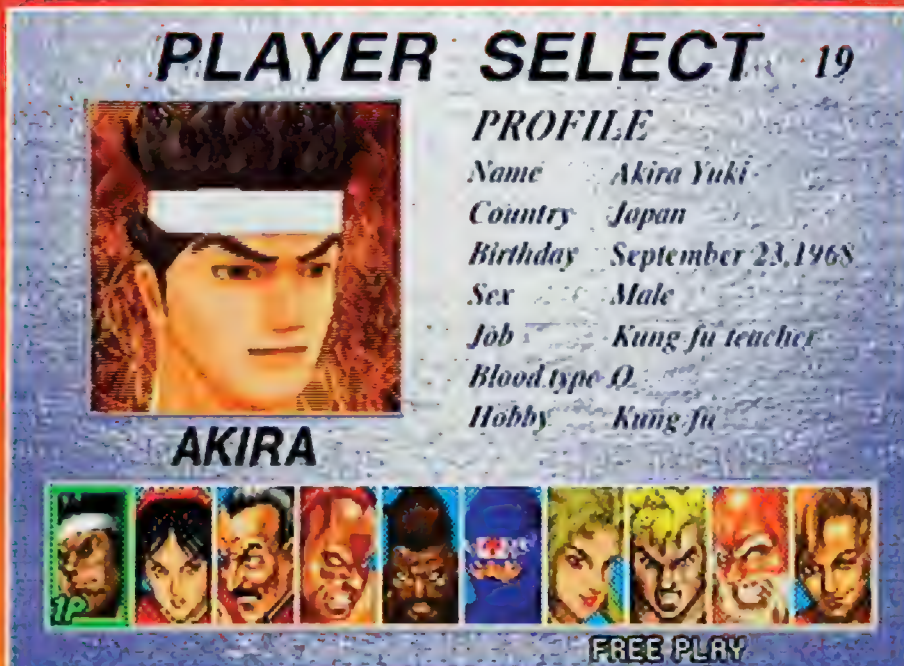 PLAYER SELECT 19
PROFILE
Name Akira Yuki
Country Japan
Birthday September 23,1968
Sex Male
Job Kung fu teacher
Blood type O
Hobby Kung fu
AKIRA
1P
FREE PLAY